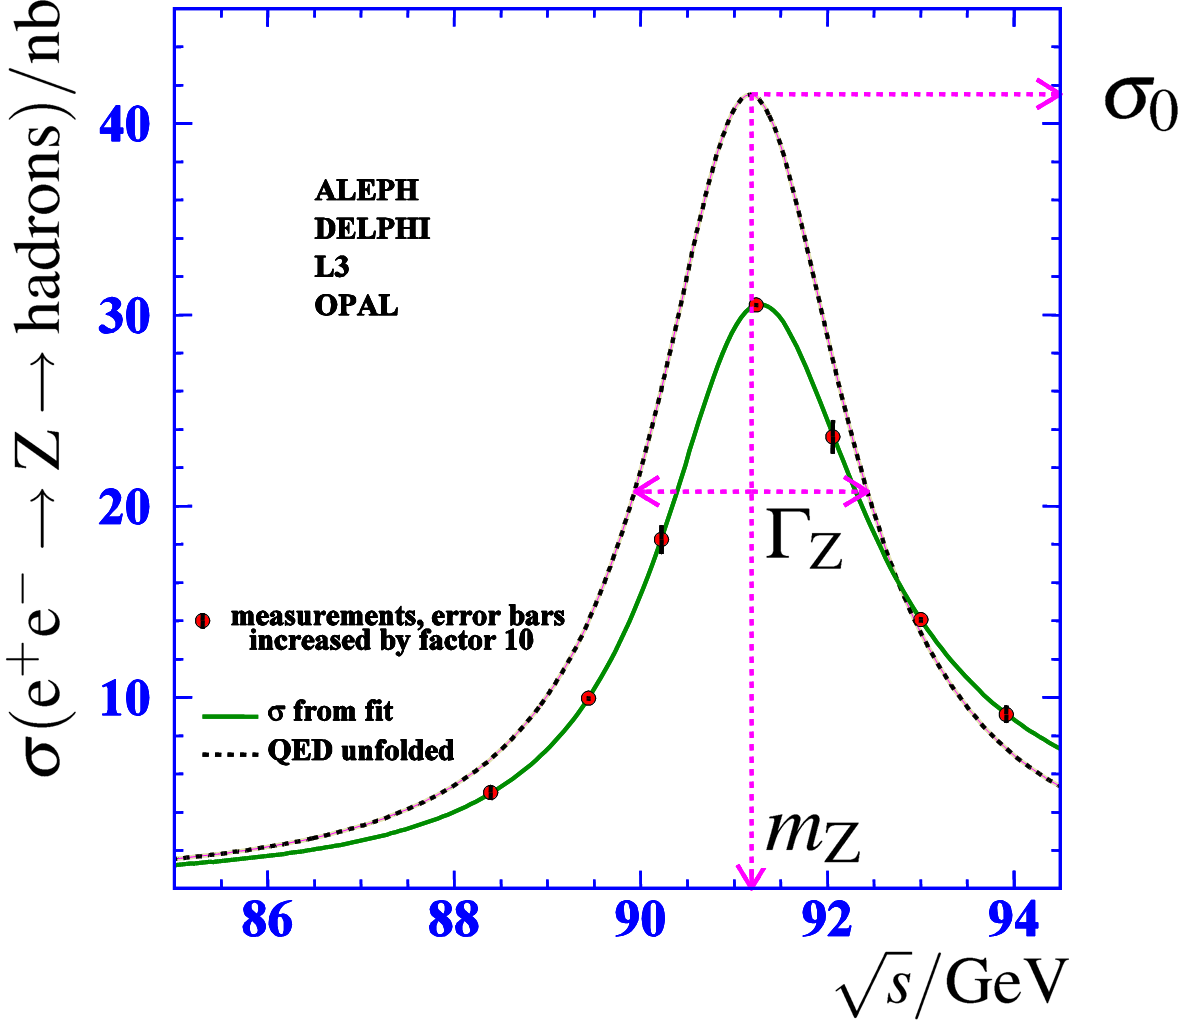 σ(e⁺e⁻ → Z → hadrons)/nb
40
30
20
10
ALEPH
DELPHI
L3
OPAL
σ₀
Γ_Z
measurements, error bars
increased by factor 10
σ from fit
QED unfolded
m_Z
86 88 90 92 94
√s/GeV